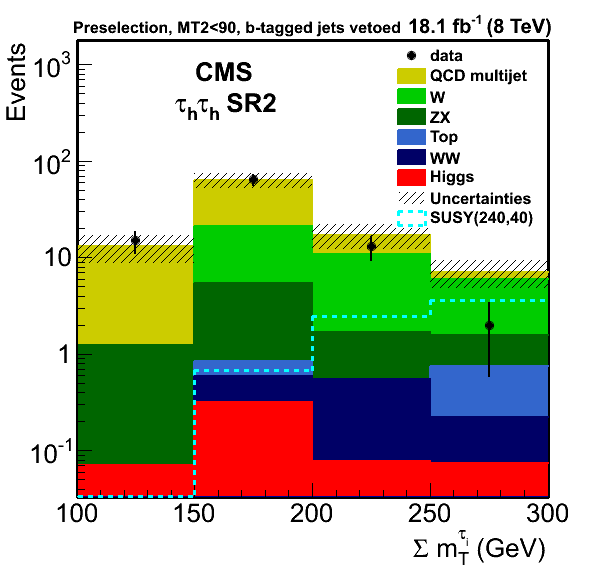 Preselection, MT2<90, b-tagged jets vetoed 18.1 fb⁻¹ (8 TeV)
Events
10³
10²
10
1
10⁻¹
CMS
τₕτₕ SR2
data
QCD multijet
W
ZX
Top
WW
Higgs
Uncertainties
SUSY(240,40)
100 150 200 250 300
Σ m_T^{τ_i} (GeV)